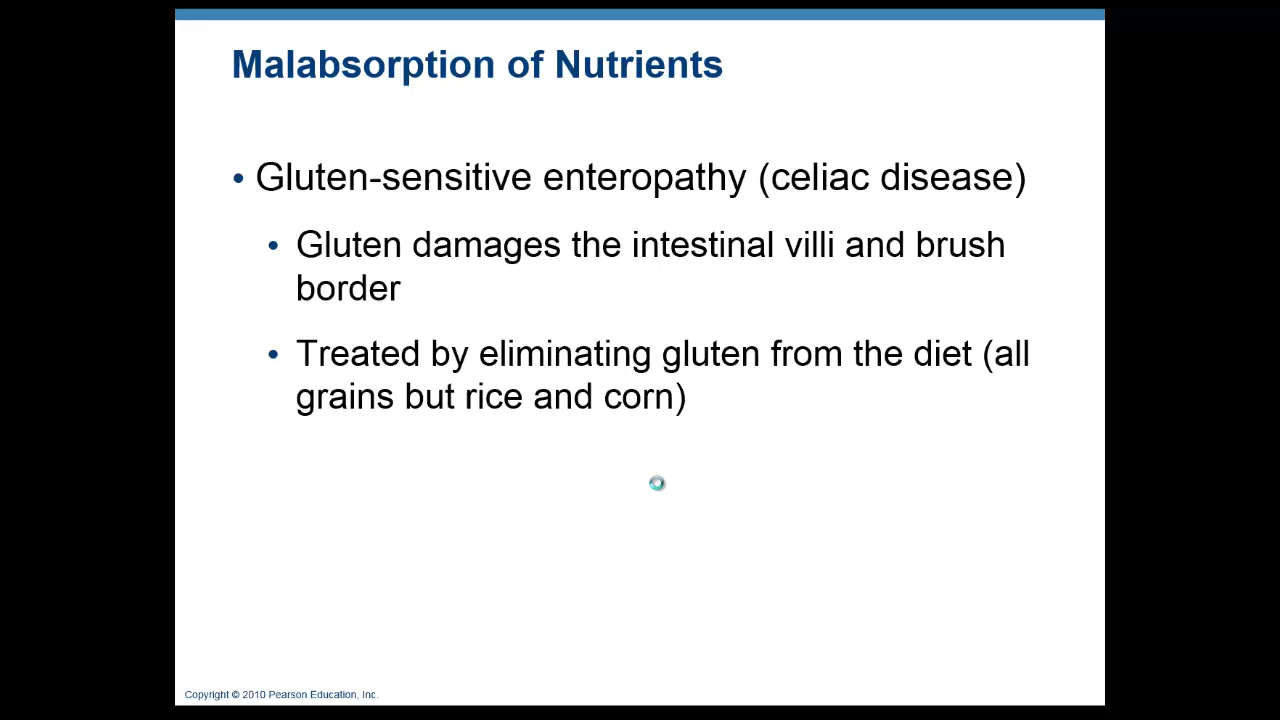 Malabsorption of Nutrients
• Gluten-sensitive enteropathy (celiac disease)
• Gluten damages the intestinal villi and brush
border
• Treated by eliminating gluten from the diet (all
grains but rice and corn)
Copyright © 2010 Pearson Education, Inc.